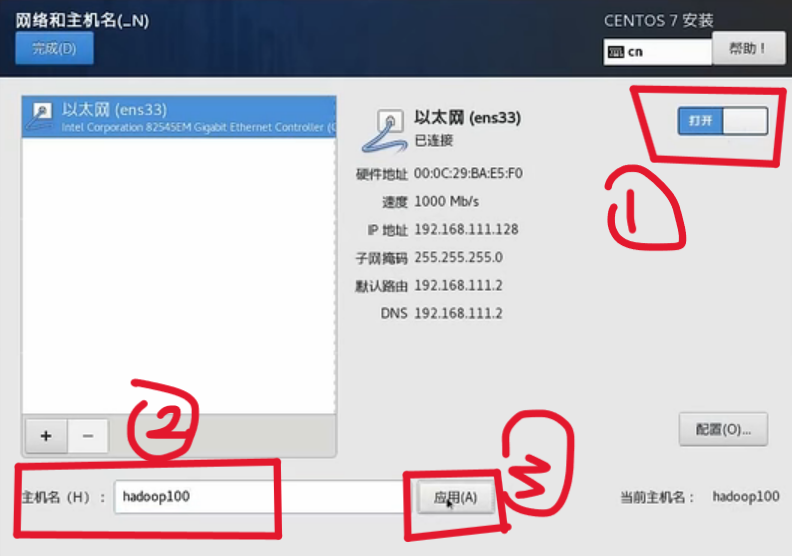 网络和主机名(_N)
CENTOS 7 安装
完成(D)
cn
帮助！
以太网 (ens33)
Intel Corporation 82545EM Gigabit Ethernet Controller (
以太网 (ens33)
已连接
打开
1
硬件地址 00:0C:29:BA:E5:F0
速度 1000 Mb/s
IP 地址 192.168.111.128
子网掩码 255.255.255.0
默认路由 192.168.111.2
DNS 192.168.111.2
2
+ −
配置(O)...
3
主机名（H）： hadoop100
应用(A)
当前主机名： hadoop100